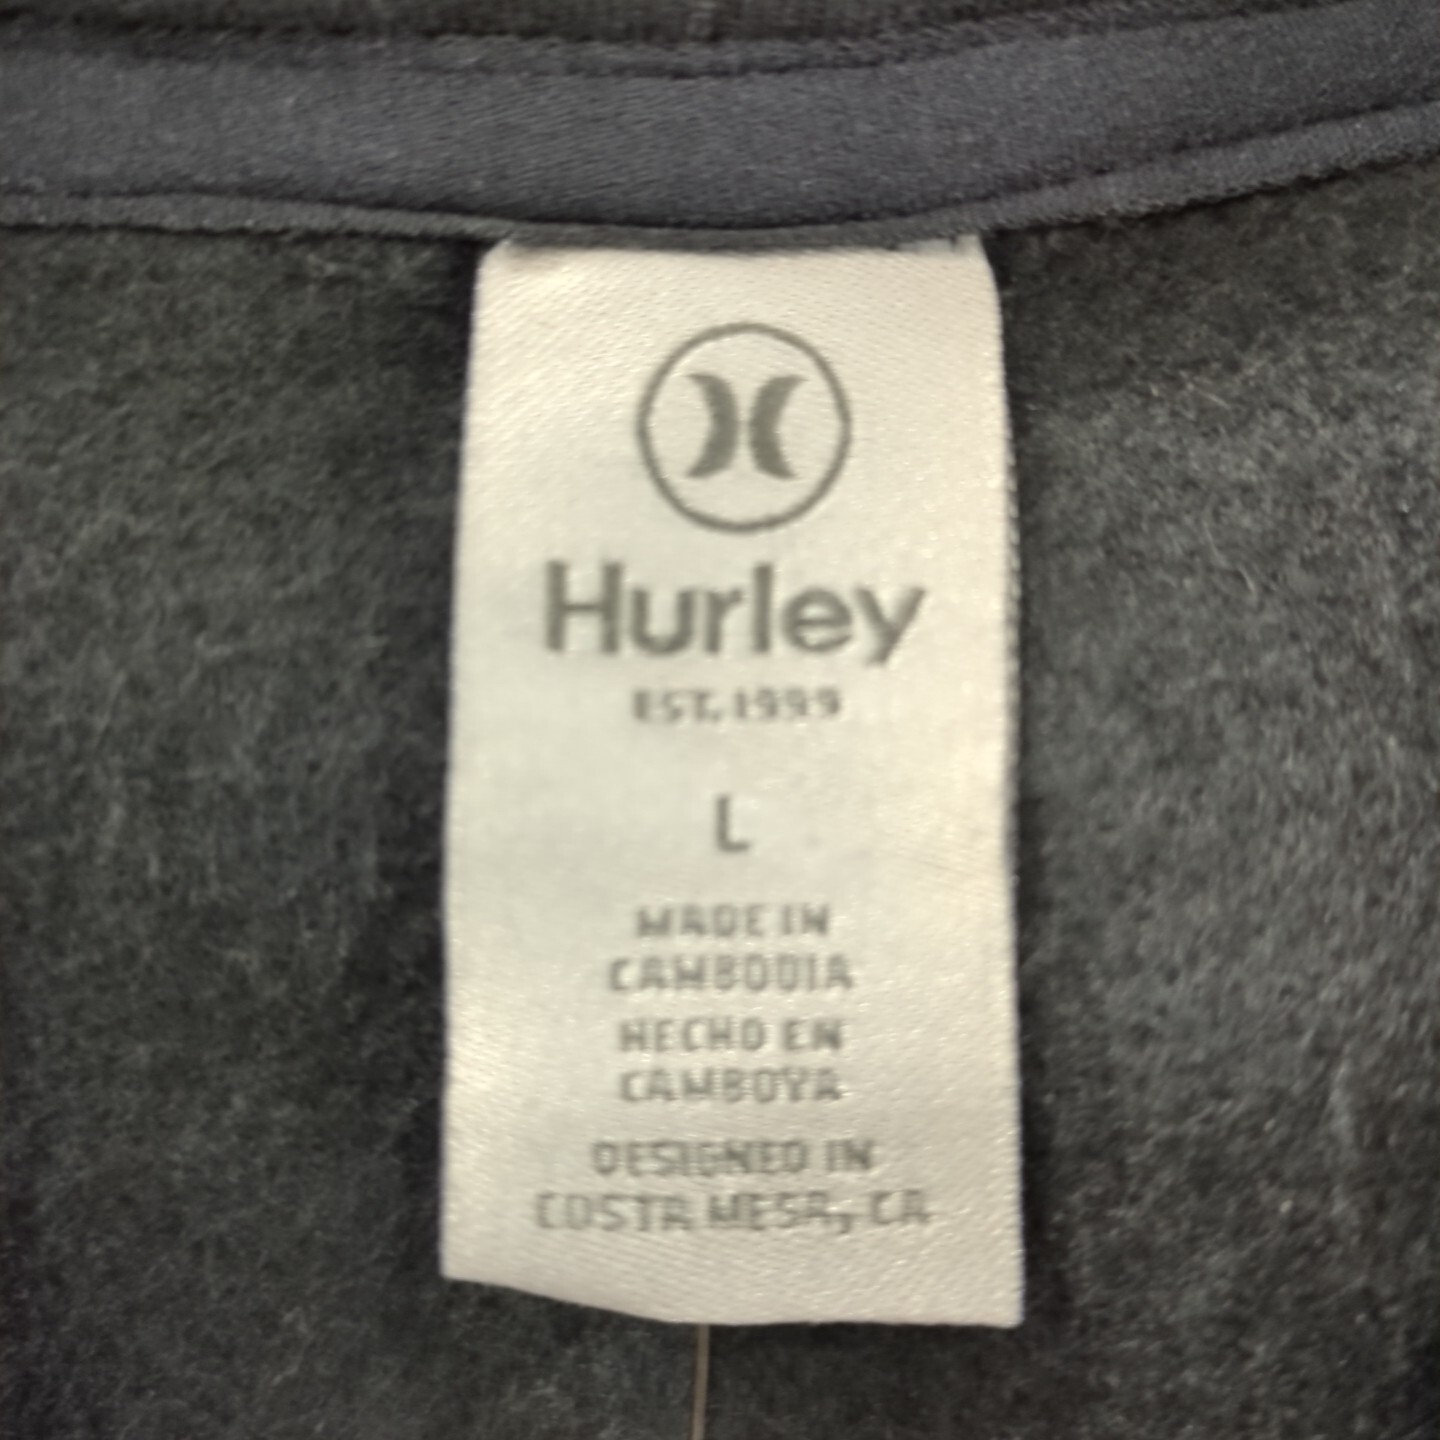 Hurley
EST. 1999
L
MADE IN
CAMBODIA
HECHO EN
CAMBOYA
DESIGNED IN
COSTA MESA, CA